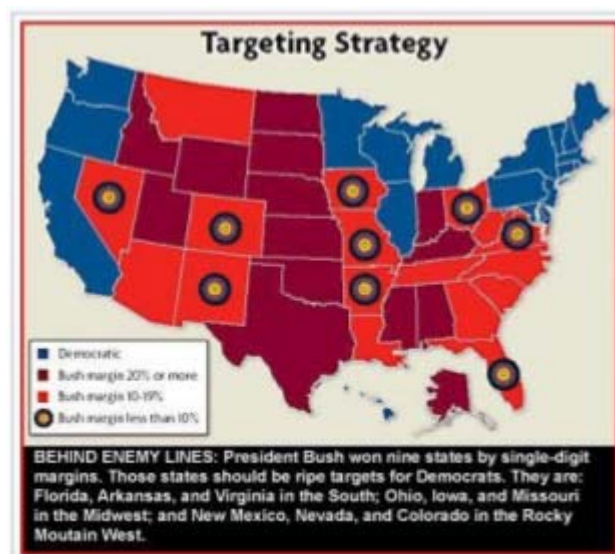 Targeting Strategy
Democratic
Bush margin 20% or more
Bush margin 10-19%
Bush margin less than 10%
BEHIND ENEMY LINES: President Bush won nine states by single-digit
margins. Those states should be ripe targets for Democrats. They are:
Florida, Arkansas, and Virginia in the South; Ohio, Iowa, and Missouri
in the Midwest; and New Mexico, Nevada, and Colorado in the Rocky
Moutain West.